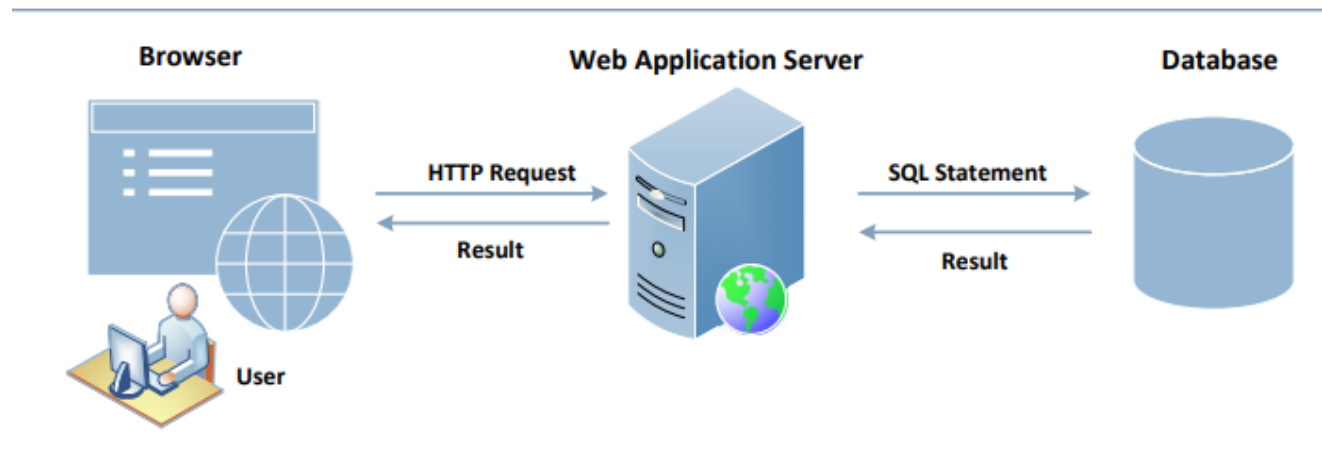 Browser
Web Application Server
Database
HTTP Request
SQL Statement
Result
Result
User